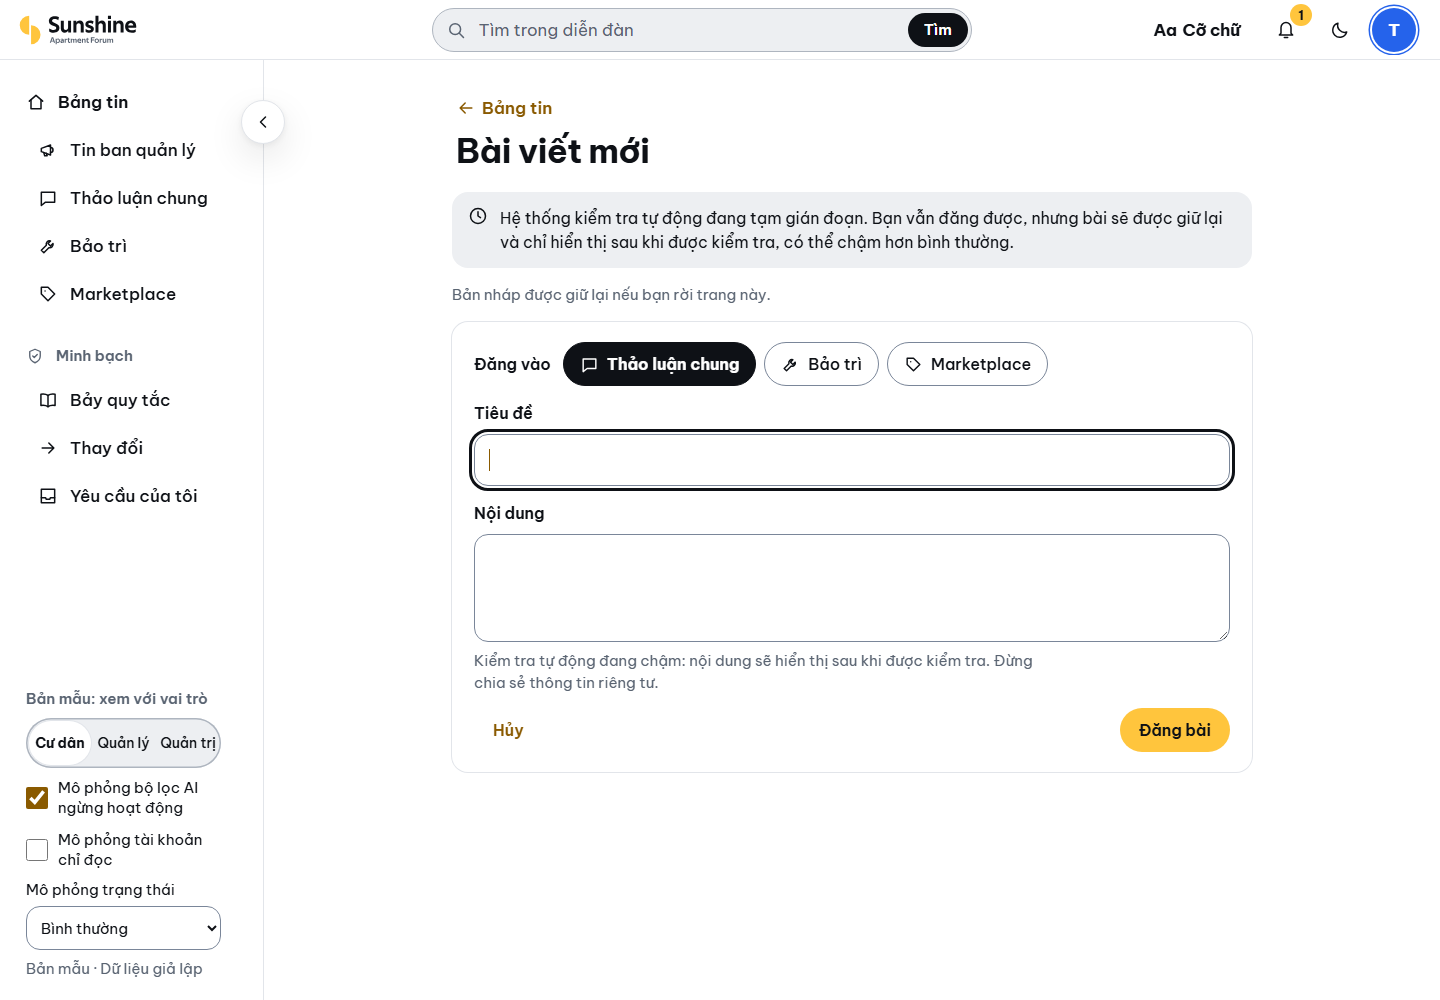 Sunshine
Apartment Forum
Tìm trong diễn đàn
Tìm
Aa Cỡ chữ
1
T
Bảng tin
Tin ban quản lý
Thảo luận chung
Bảo trì
Marketplace
Minh bạch
Bảy quy tắc
Thay đổi
Yêu cầu của tôi
Bản mẫu: xem với vai trò
Cư dân
Quản lý
Quản trị
Mô phỏng bộ lọc AI
ngừng hoạt động
Mô phỏng tài khoản
chỉ đọc
Mô phỏng trạng thái
Bình thường
Bản mẫu · Dữ liệu giả lập
Bảng tin
Bài viết mới
Hệ thống kiểm tra tự động đang tạm gián đoạn. Bạn vẫn đăng được, nhưng bài sẽ được giữ lại
và chỉ hiển thị sau khi được kiểm tra, có thể chậm hơn bình thường.
Bản nháp được giữ lại nếu bạn rời trang này.
Đăng vào
Thảo luận chung
Bảo trì
Marketplace
Tiêu đề
Nội dung
Kiểm tra tự động đang chậm: nội dung sẽ hiển thị sau khi được kiểm tra. Đừng
chia sẻ thông tin riêng tư.
Hủy
Đăng bài